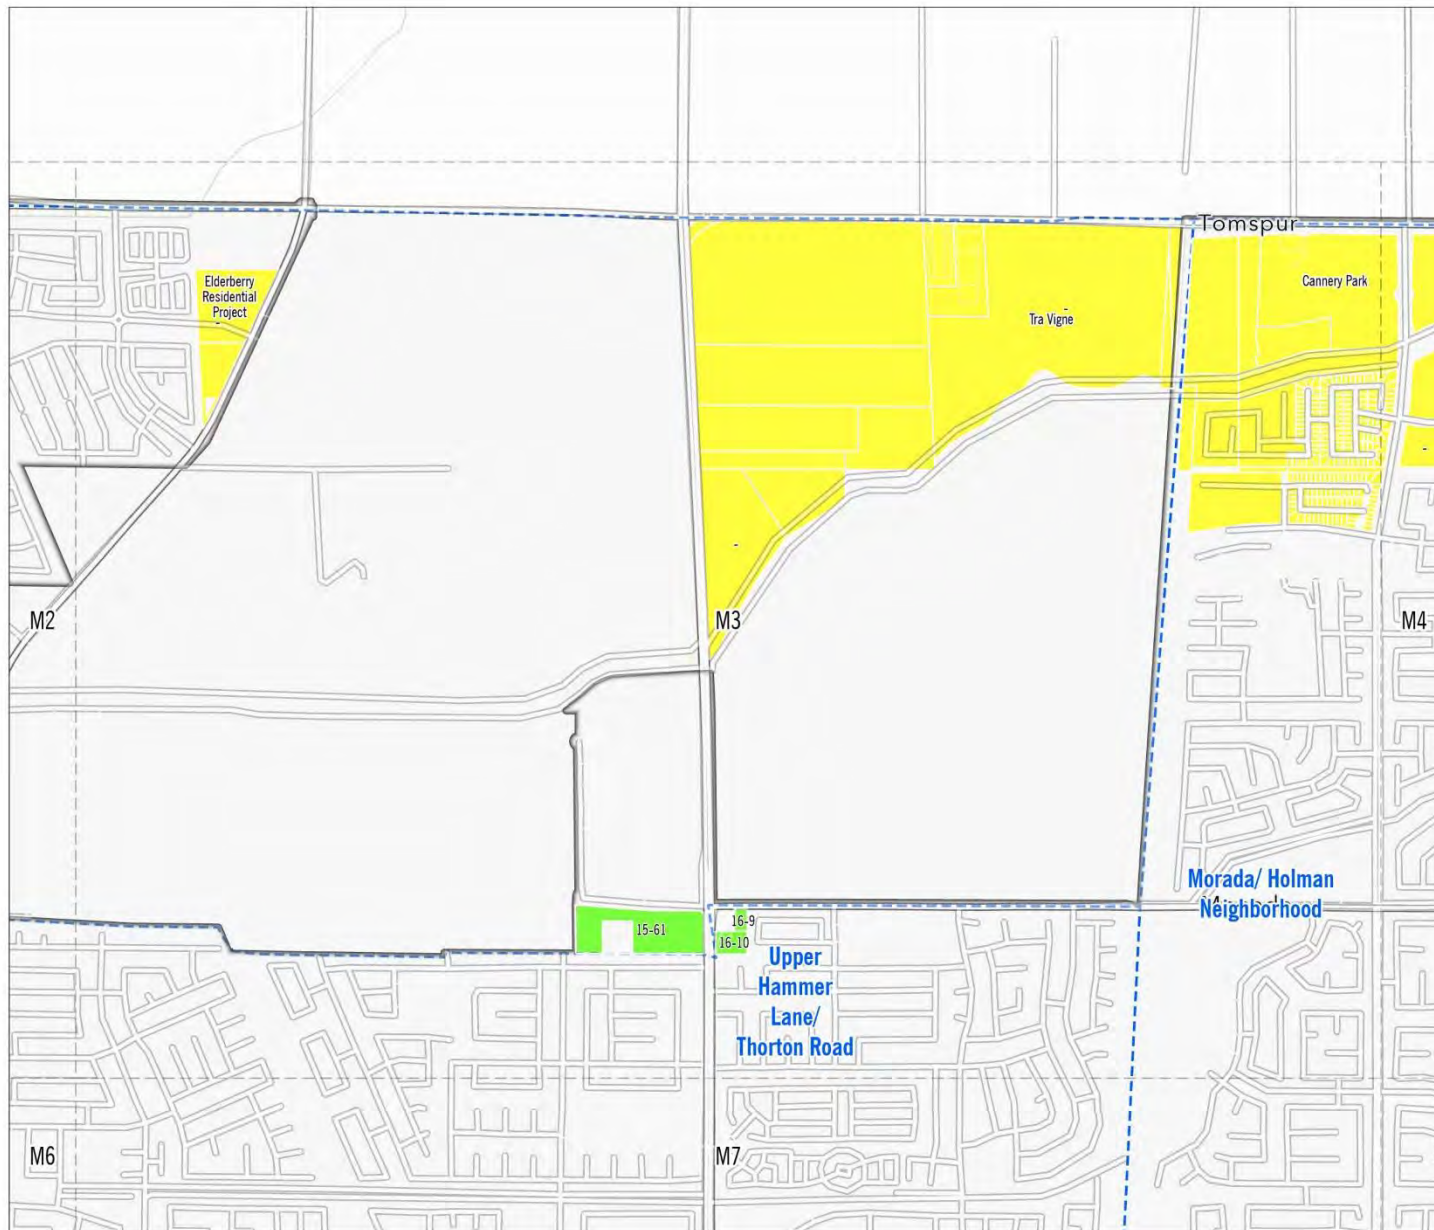 Tomspur
Elderberry
Residential
Project
Cannery Park
Tra Vigne
M2
M3
M4
Morada/ Holman
Neighborhood
15-61
16-9
16-10
Upper
Hammer
Lane/
Thorton Road
M6
M7